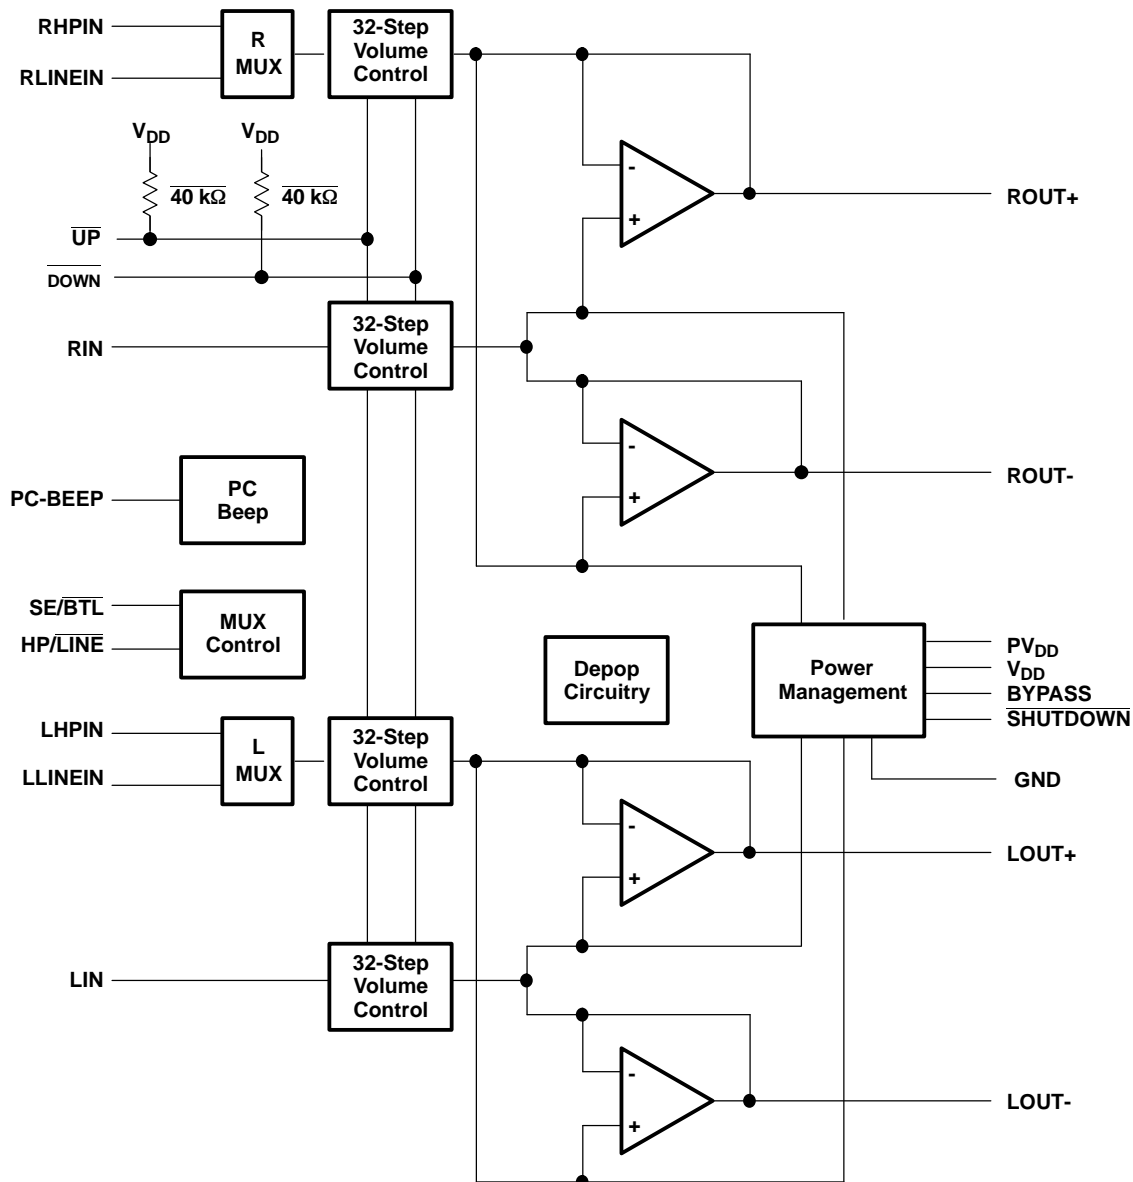 RHPIN
RLINEIN
R
MUX
32-Step
Volume
Control
VDD
VDD
40 kΩ
40 kΩ
UP
DOWN
-
+
ROUT+
RIN
32-Step
Volume
Control
-
+
ROUT-
PC-BEEP
PC
Beep
SE/BTL
HP/LINE
MUX
Control
Depop
Circuitry
Power
Management
PVDD
VDD
BYPASS
SHUTDOWN
GND
LHPIN
LLINEIN
L
MUX
32-Step
Volume
Control
-
+
LOUT+
LIN
32-Step
Volume
Control
-
+
LOUT-